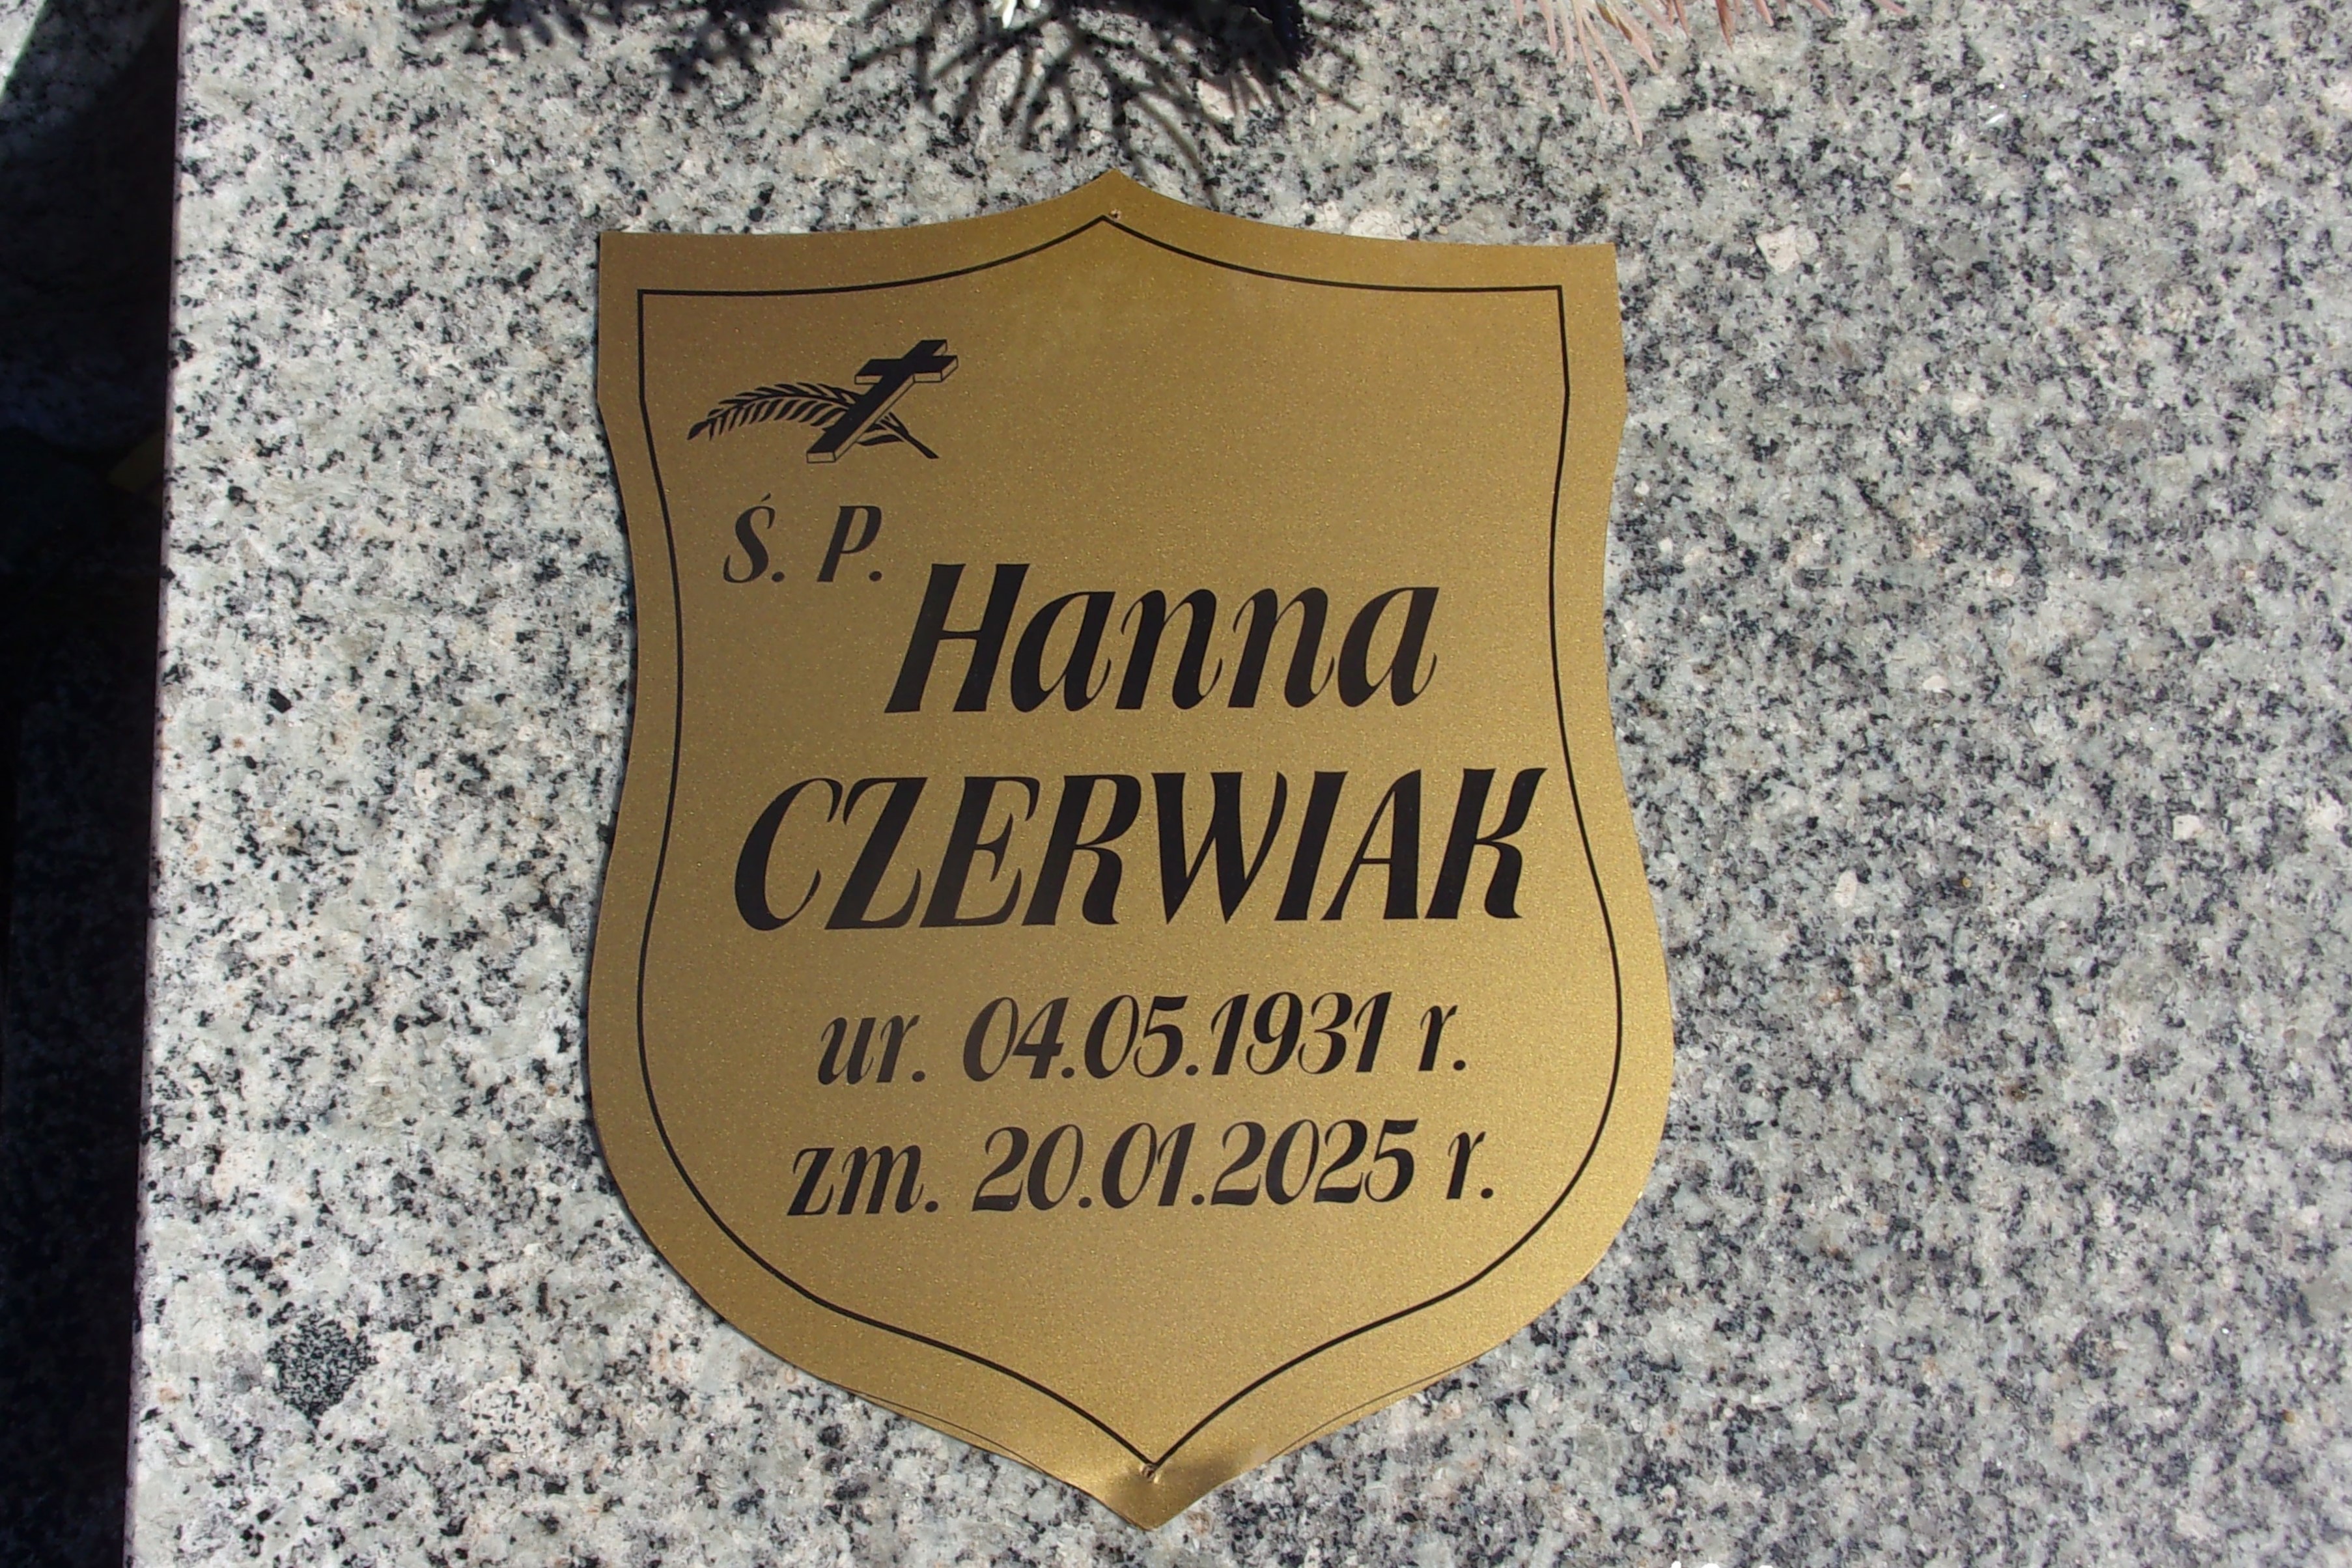 Ś. P.
Hanna
CZERWIAK
ur. 04.05.1931 r.
zm. 20.01.2025 r.